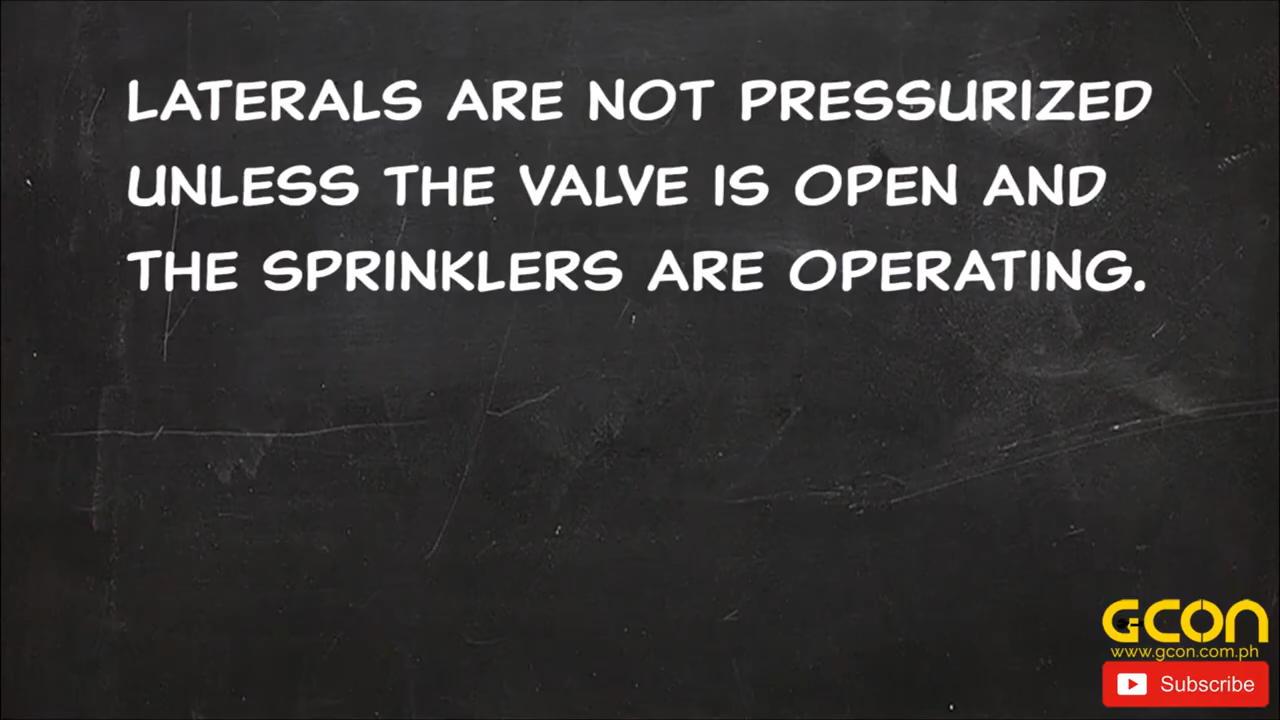 LATERALS ARE NOT PRESSURIZED
UNLESS THE VALVE IS OPEN AND
THE SPRINKLERS ARE OPERATING.
GCON
www.gcon.com.ph
Subscribe